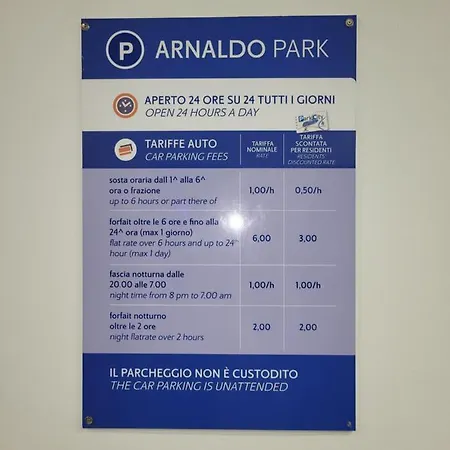 P ARNALDO PARK
APERTO 24 ORE SU 24 TUTTI I GIORNI
OPEN 24 HOURS A DAY
TARIFFE AUTO
CAR PARKING FEES
TARIFFA
NOMINALE
RATE
TARIFFA
SCONTATA
PER RESIDENTI
RESIDENTS'
DISCOUNTED RATE
sosta oraria dall 1^ alla 6^
ora o frazione
up to 6 hours or part there of
1,00/h
0,50/h
forfait oltre le 6 ore e fino alla
24^ ora (max 1 giorno)
flat rate over 6 hours and up to 24
hour (max 1 day)
6,00
3,00
fascia notturna dalle
20.00 alle 7.00
night time from 8 pm to 7.00 am
1,00/h
1,00/h
forfait notturno
oltre le 2 ore
night flatrate over 2 hours
2,00
2,00
IL PARCHEGGIO NON È CUSTODITO
THE CAR PARKING IS UNATTENDED